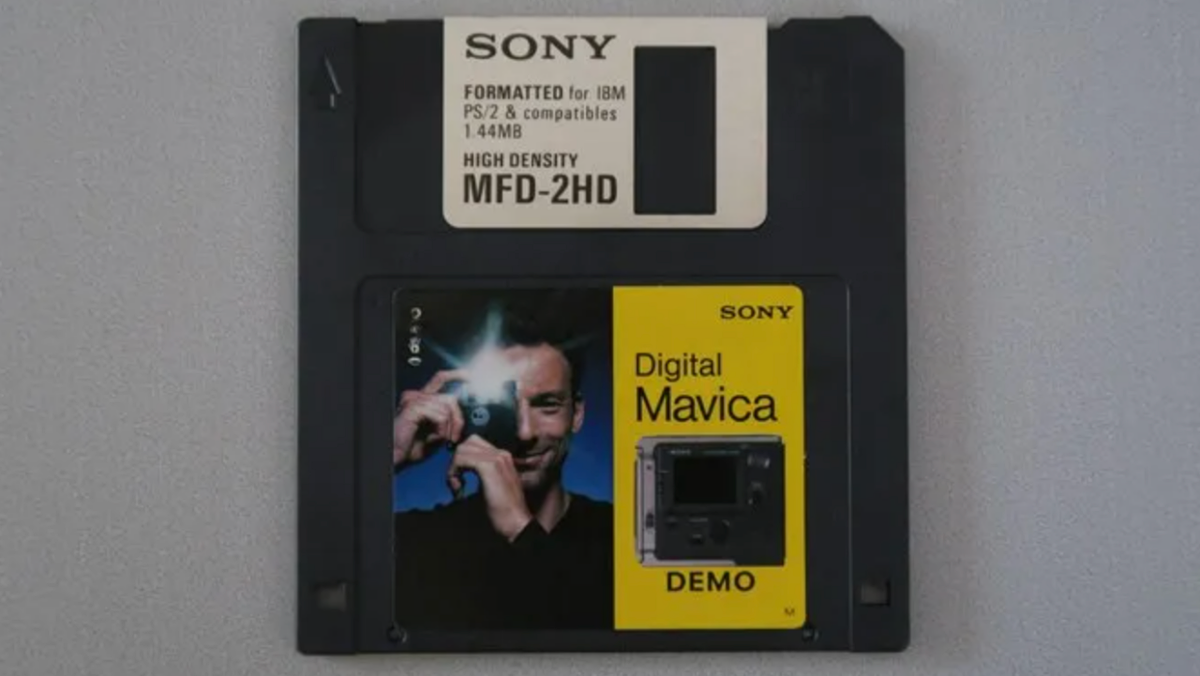 SONY
FORMATTED for IBM
PS/2 & compatibles
1.44MB
HIGH DENSITY
MFD-2HD
SONY
Digital
Mavica
DEMO
M